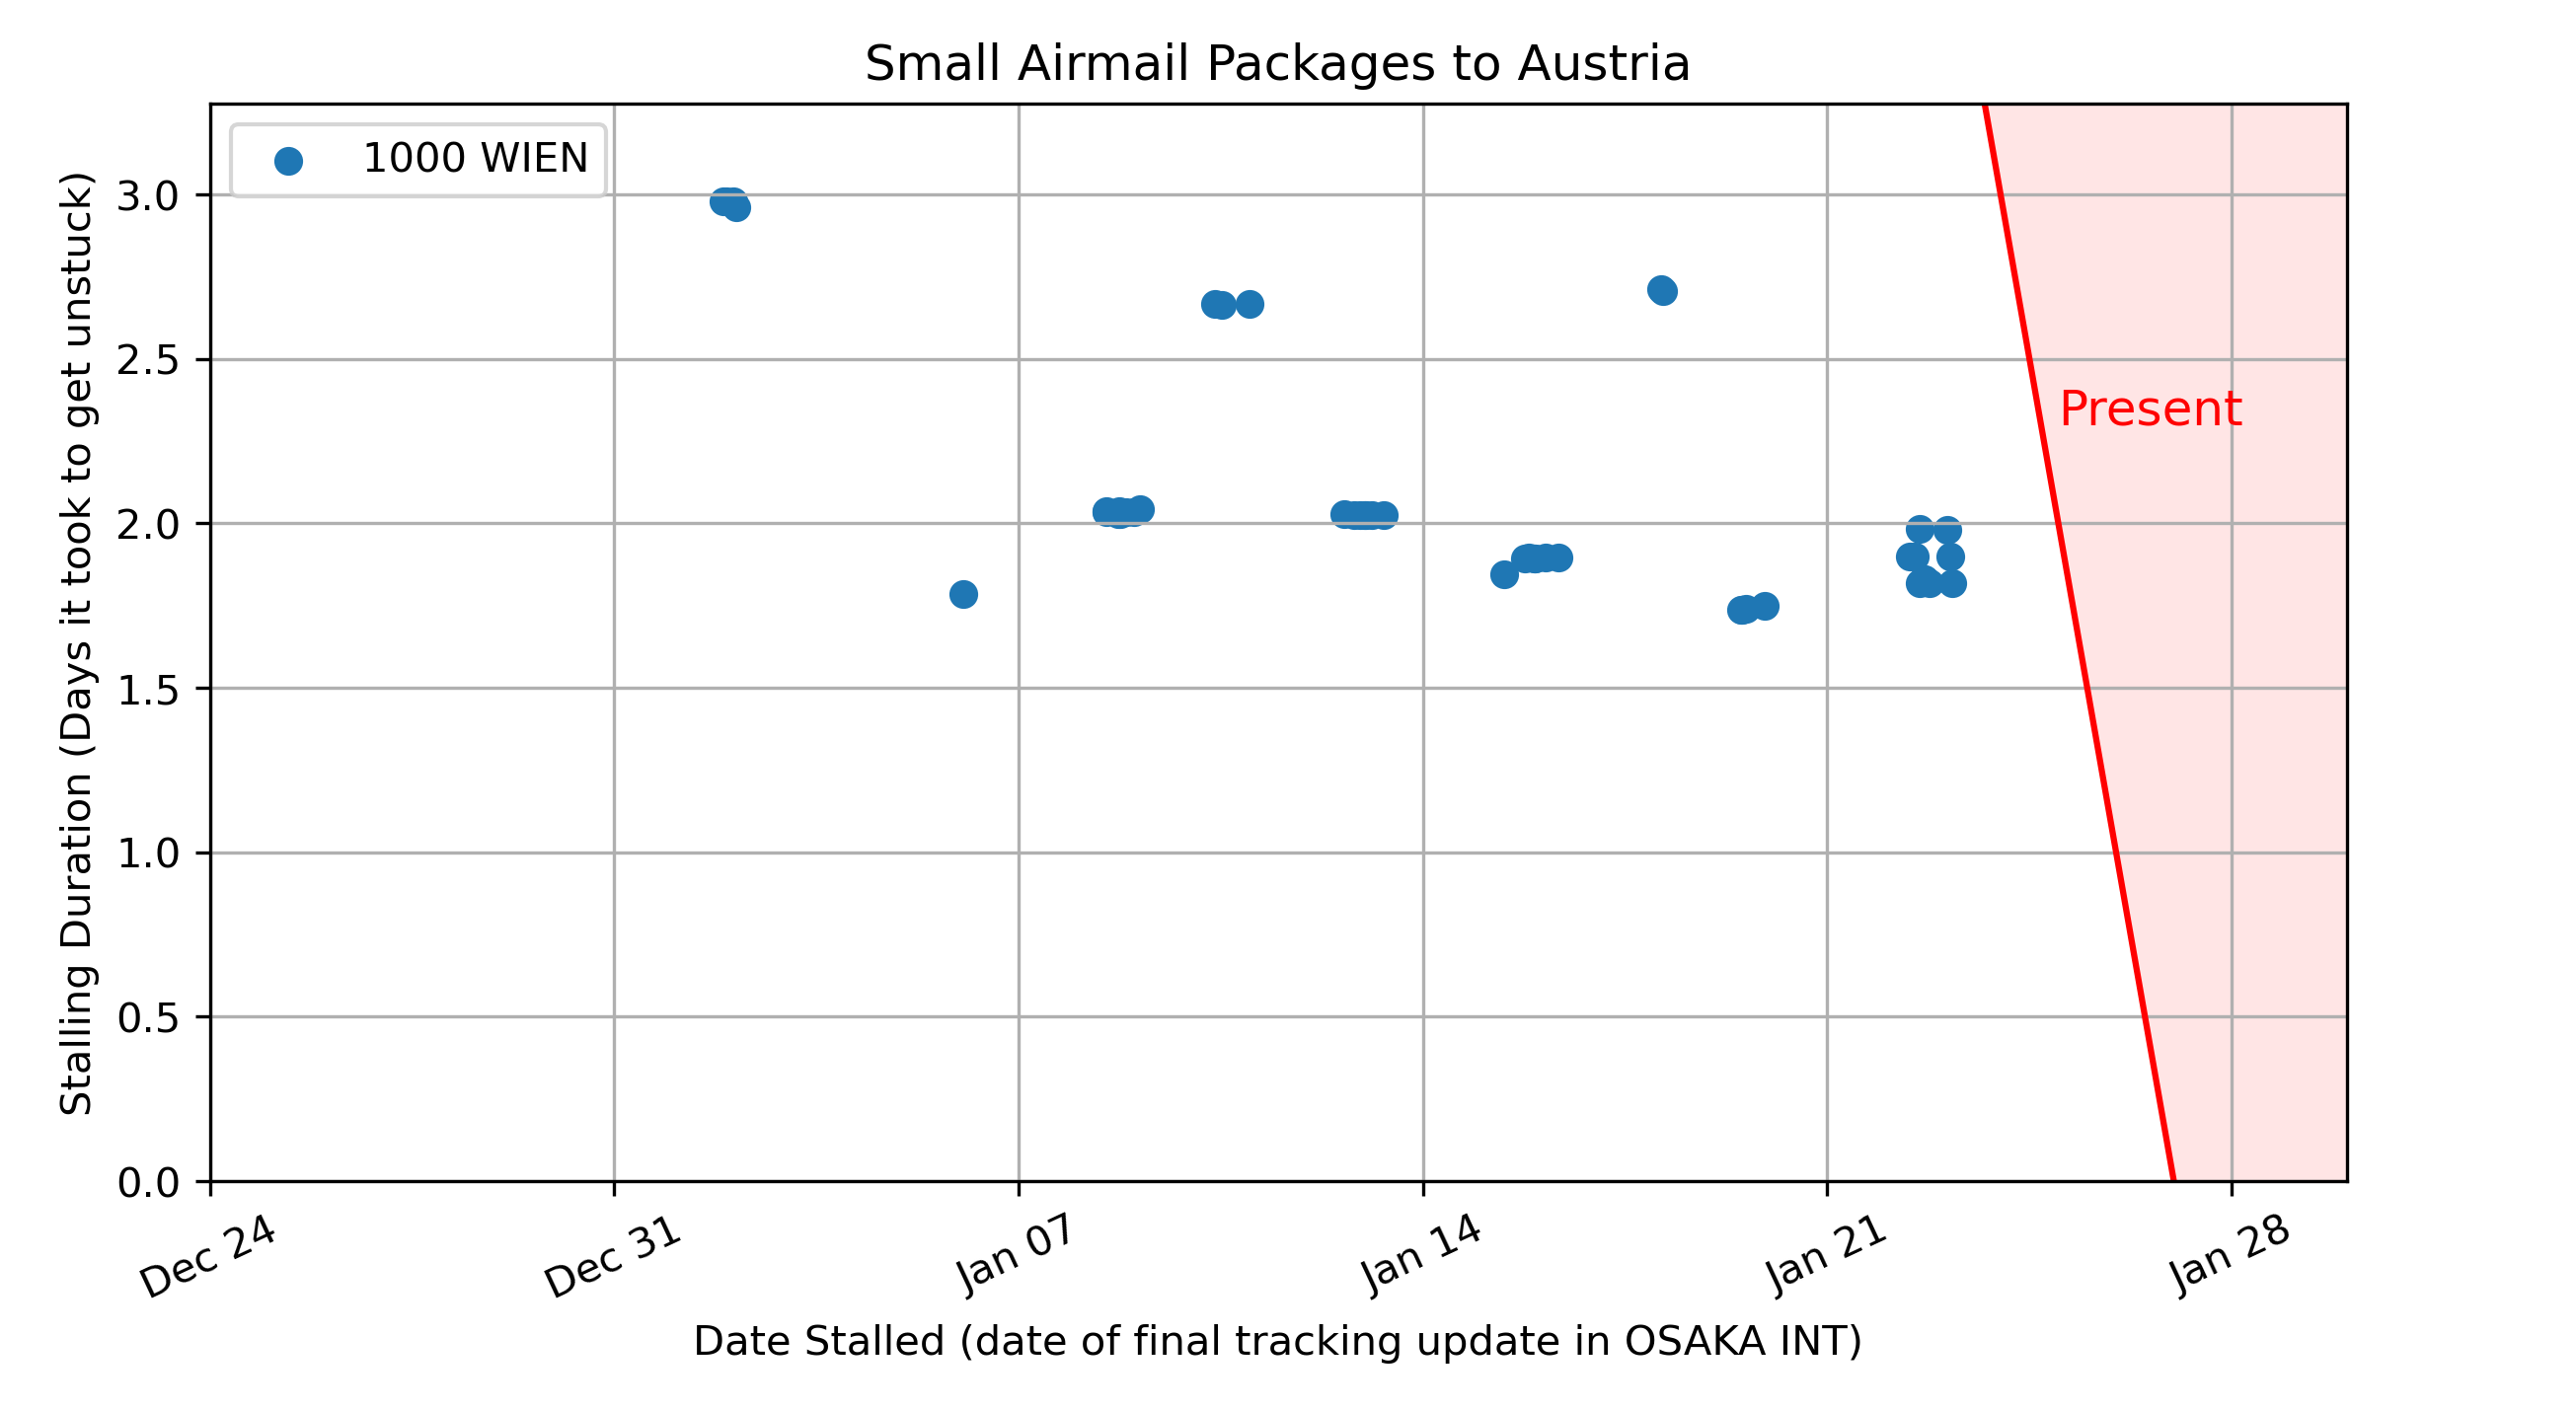 Small Airmail Packages to Austria
1000 WIEN
Stalling Duration (Days it took to get unstuck)
3.0
2.5
2.0
1.5
1.0
0.5
0.0
Present
Dec 24
Dec 31
Jan 07
Jan 14
Jan 21
Jan 28
Date Stalled (date of final tracking update in OSAKA INT)